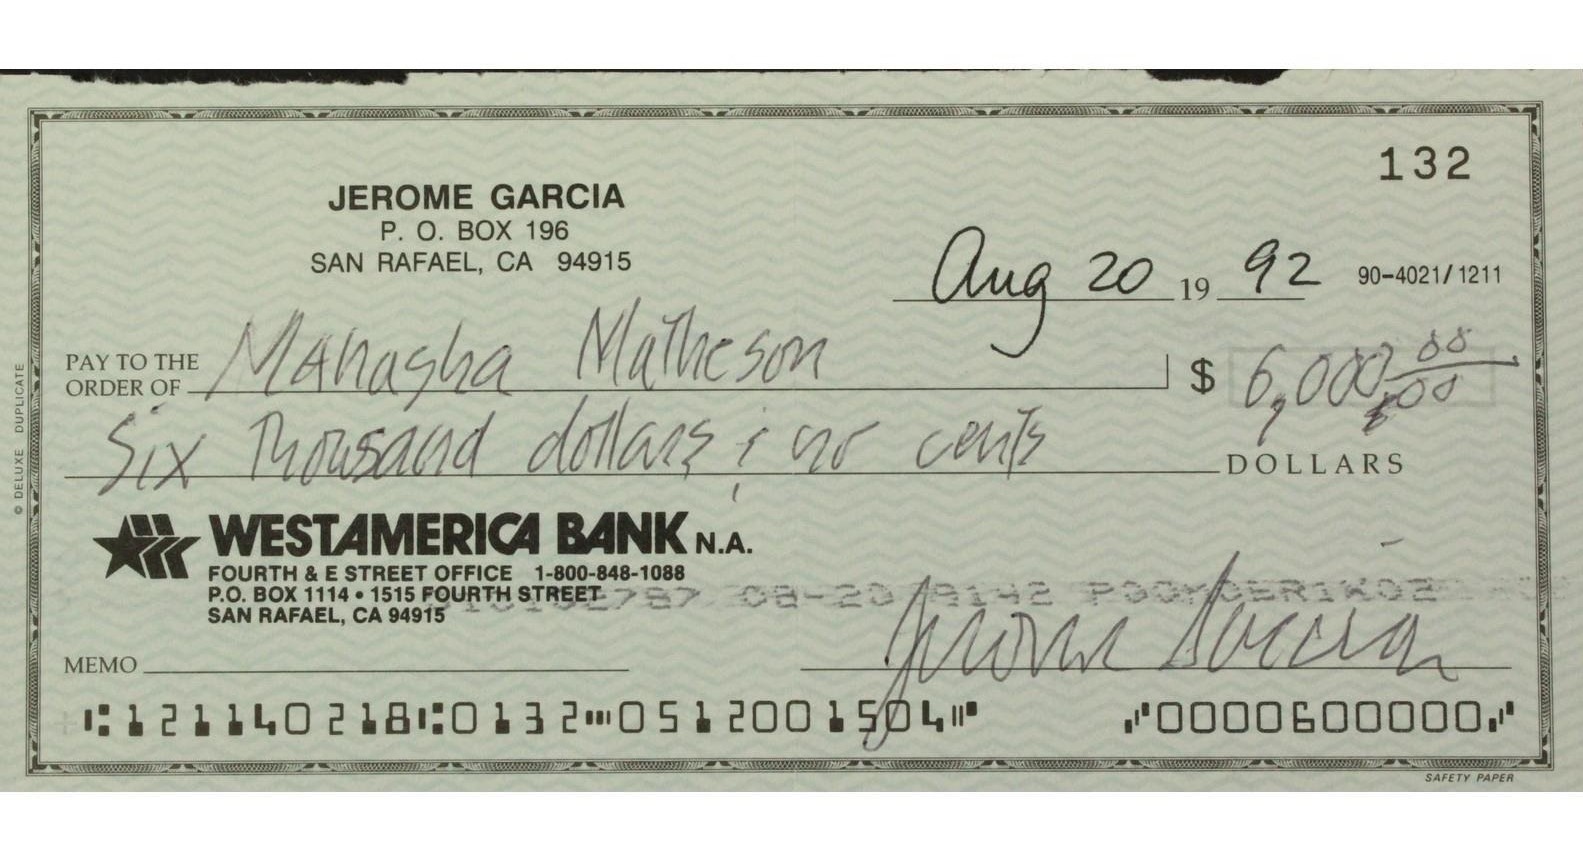 132
JEROME GARCIA
P. O. BOX 196
SAN RAFAEL, CA 94915
Aug 20 19 92 90-4021/1211
PAY TO THE
ORDER OF Manasha Matheson $ 6,000 00/00
Six Thousand dollars & no cents DOLLARS
© DELUXE DUPLICATE
WESTAMERICA BANK N.A.
FOURTH & E STREET OFFICE 1-800-848-1088
P.O. BOX 1114 • 1515 FOURTH STREET
SAN RAFAEL, CA 94915
08-20
MEMO Jerome Garcia
⑆121140218⑆0132⑈0512001504⑈ ⑈0000600000⑈
SAFETY PAPER